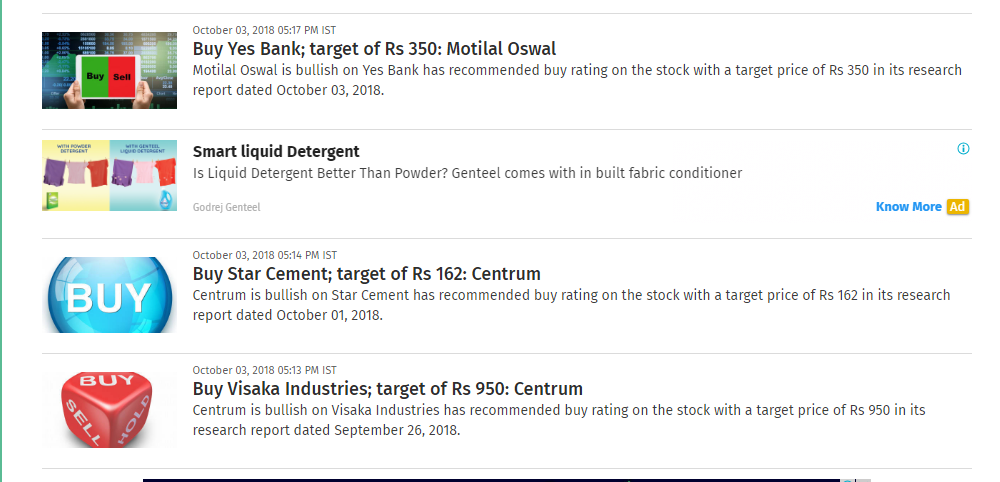 October 03, 2018 05:17 PM IST
Buy Yes Bank; target of Rs 350: Motilal Oswal
Motilal Oswal is bullish on Yes Bank has recommended buy rating on the stock with a target price of Rs 350 in its research
report dated October 03, 2018.
Buy Sell
WITH POWDER DETERGENT
WITH GENTEEL LIQUID DETERGENT
Smart liquid Detergent
Is Liquid Detergent Better Than Powder? Genteel comes with in built fabric conditioner
Godrej Genteel
Know More Ad
October 03, 2018 05:14 PM IST
Buy Star Cement; target of Rs 162: Centrum
Centrum is bullish on Star Cement has recommended buy rating on the stock with a target price of Rs 162 in its research
report dated October 01, 2018.
BUY
October 03, 2018 05:13 PM IST
Buy Visaka Industries; target of Rs 950: Centrum
Centrum is bullish on Visaka Industries has recommended buy rating on the stock with a target price of Rs 950 in its
research report dated September 26, 2018.
BUY
SELL
HOLD